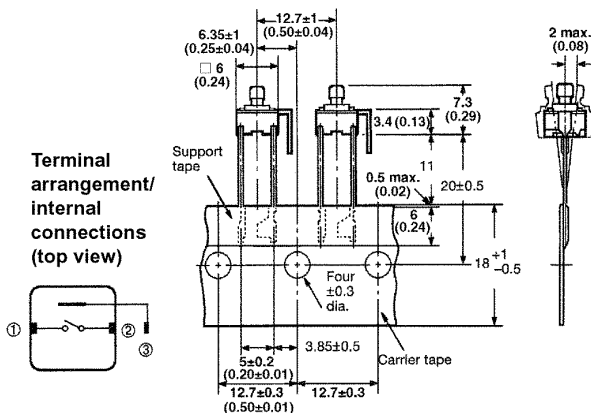 12.7±1
(0.50±0.04)
6.35±1
(0.25±0.04)
□ 6
(0.24)
2 max.
(0.08)
7.3
(0.29)
3.4 (0.13)
Support
tape
11
0.5 max.
(0.02)
20±0.5
6
(0.24)
18 +1 −0.5
Terminal
arrangement/
internal
connections
(top view)
①
②
③
Four
±0.3
dia.
3.85±0.5
Carrier tape
5±0.2
(0.20±0.01)
12.7±0.3
(0.50±0.01)
12.7±0.3